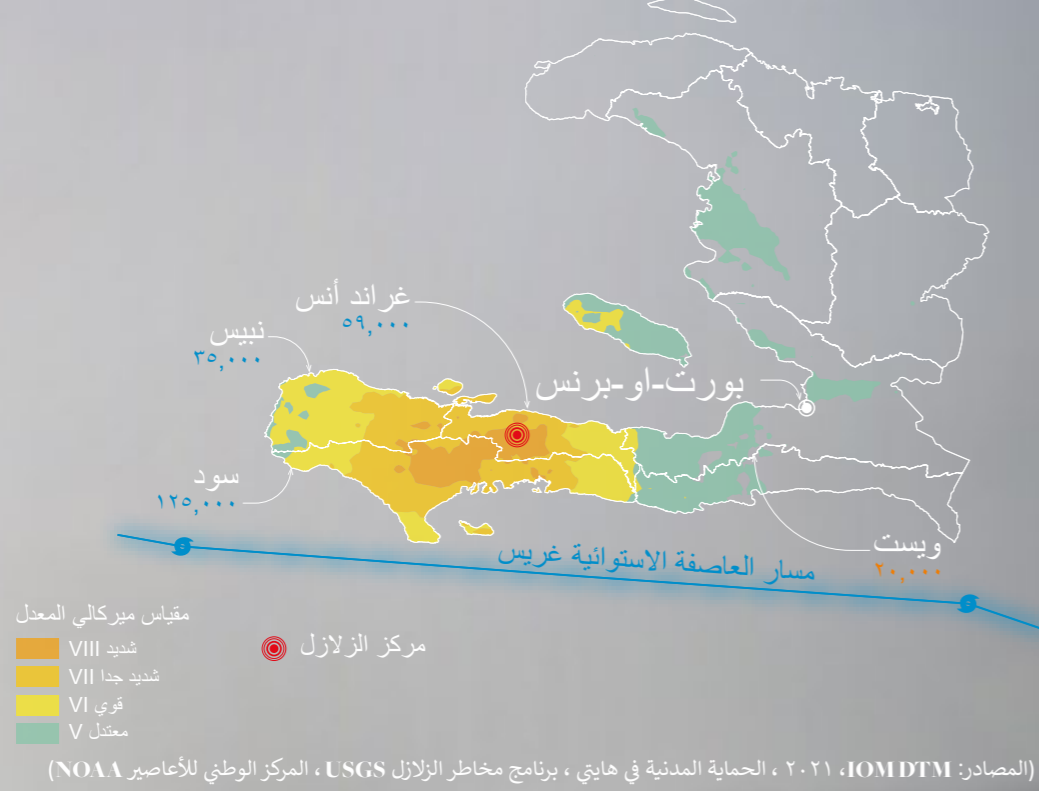 غراند أنس
٥٩,٠٠٠
نبيس
٣٥,٠٠٠
بورت-او-برنس
سود
١٢٥,٠٠٠
ويست
٢٠,٠٠٠
مسار العاصفة الاستوائية غريس
مقياس ميركالي المعدل
شديد VIII
شديد جدا VII
قوي VI
معتدل V
مركز الزلازل
(المصادر: IOM DTM، ٢٠٢١ ، الحماية المدنية في هايتي ، برنامج مخاطر الزلازل USGS ، المركز الوطني للأعاصير NOAA)